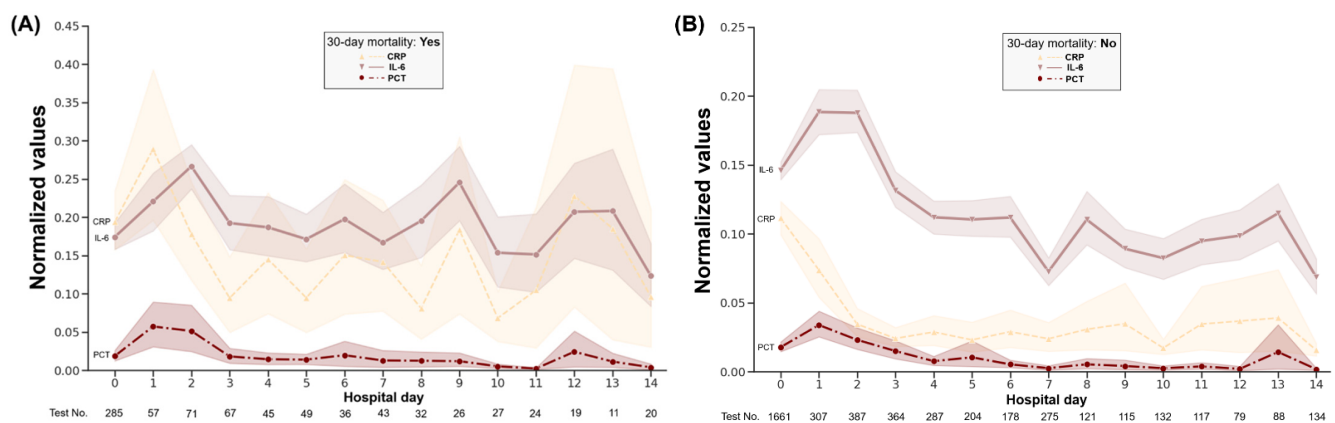 (A)
0.45
0.40
0.35
0.30
0.25
0.20
0.15
0.10
0.05
0.00
Normalized values
30-day mortality: Yes
CRP
IL-6
PCT
CRP
IL-6
PCT
0 1 2 3 4 5 6 7 8 9 10 11 12 13 14
Hospital day
Test No. 285 57 71 67 45 49 36 43 32 26 27 24 19 11 20
(B)
0.25
0.20
0.15
0.10
0.05
0.00
Normalized values
30-day mortality: No
CRP
IL-6
PCT
IL-6
CRP
PCT
0 1 2 3 4 5 6 7 8 9 10 11 12 13 14
Hospital day
Test No. 1661 307 387 364 287 204 178 275 121 115 132 117 79 88 134